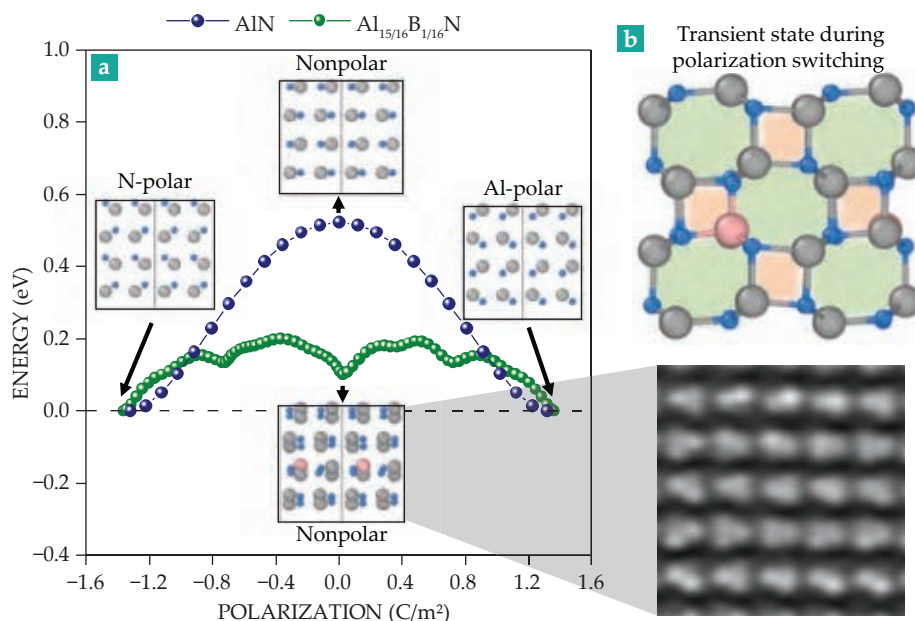 AlN Al15/16B1/16N
a
Nonpolar
N-polar
Al-polar
Nonpolar
ENERGY (eV)
1.0
0.8
0.6
0.4
0.2
0.0
−0.2
−0.4
−1.6 −1.2 −0.8 −0.4 0.0 0.4 0.8 1.2 1.6
POLARIZATION (C/m²)
b
Transient state during
polarization switching